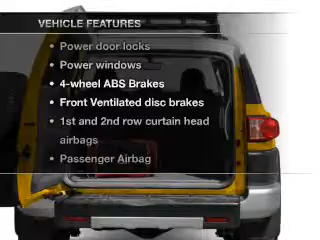 VEHICLE FEATURES
• Power door locks
• Power windows
• 4-wheel ABS Brakes
• Front Ventilated disc brakes
• 1st and 2nd row curtain head
airbags
• Passenger Airbag